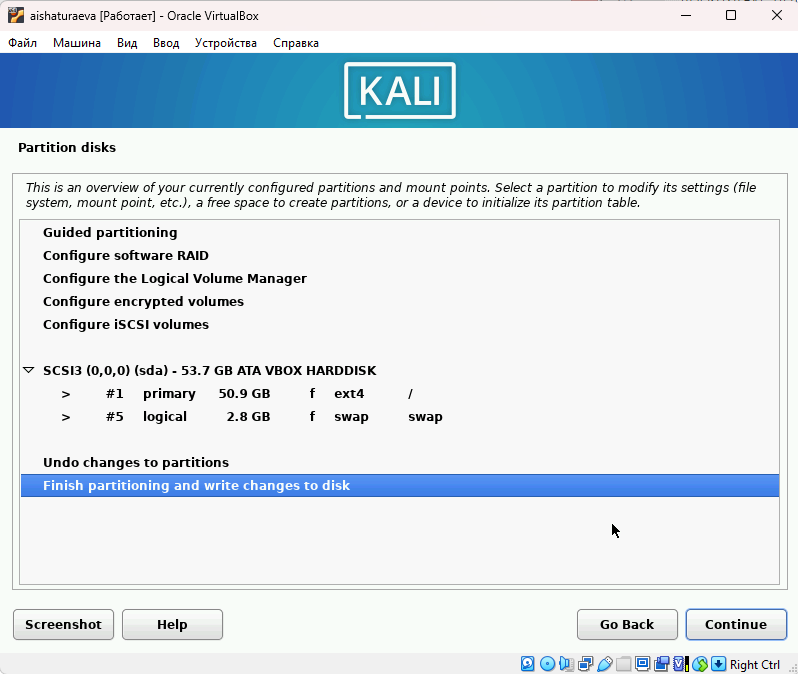 aishaturaeva [Работает] - Oracle VirtualBox
Файл Машина Вид Ввод Устройства Справка
KALI
Partition disks
This is an overview of your currently configured partitions and mount points. Select a partition to modify its settings (file
system, mount point, etc.), a free space to create partitions, or a device to initialize its partition table.
Guided partitioning
Configure software RAID
Configure the Logical Volume Manager
Configure encrypted volumes
Configure iSCSI volumes
SCSI3 (0,0,0) (sda) - 53.7 GB ATA VBOX HARDDISK
> #1 primary 50.9 GB f ext4 /
> #5 logical 2.8 GB f swap swap
Undo changes to partitions
Finish partitioning and write changes to disk
Screenshot Help Go Back Continue
Right Ctrl